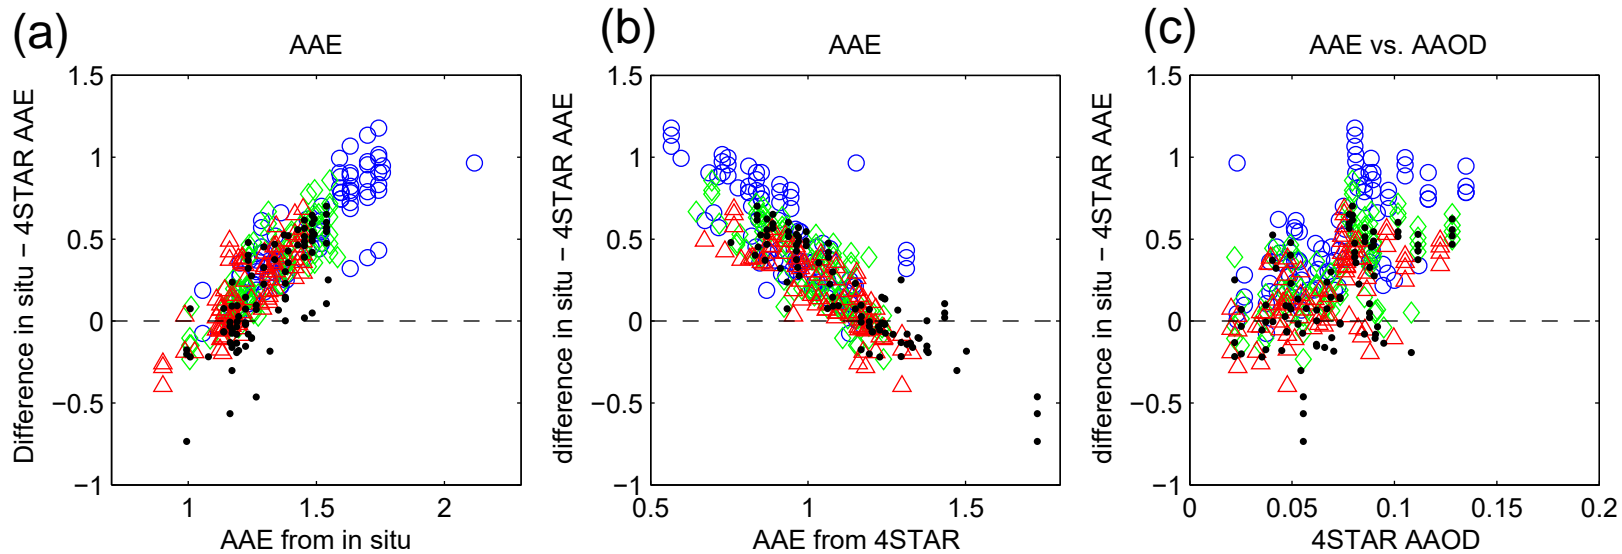 (a)
AAE
Difference in situ − 4STAR AAE
1.5
1
0.5
0
−0.5
−1
1
1.5
2
AAE from in situ
(b)
AAE
difference in situ − 4STAR AAE
1.5
1
0.5
0
−0.5
−1
0.5
1
1.5
AAE from 4STAR
(c)
AAE vs. AAOD
difference in situ − 4STAR AAE
1.5
1
0.5
0
−0.5
−1
0
0.05
0.1
0.15
0.2
4STAR AAOD